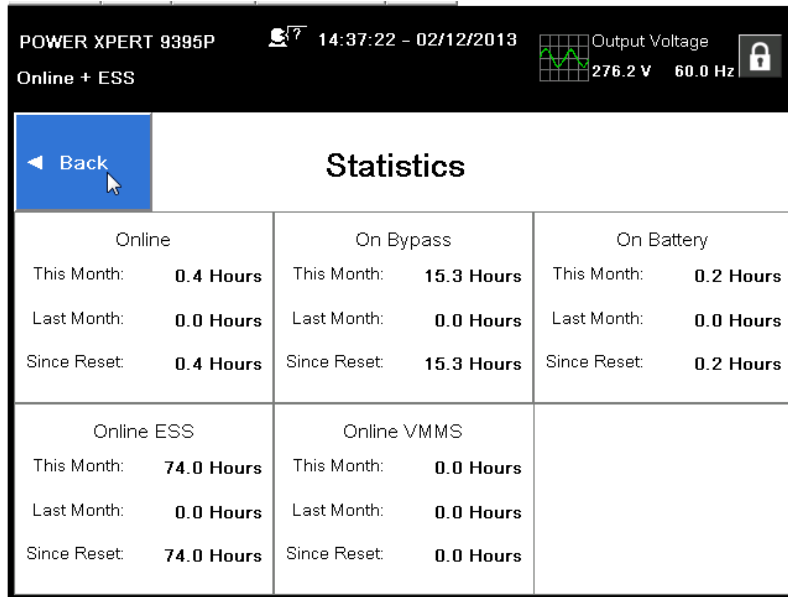 POWER XPERT 9395P
? 14:37:22 - 02/12/2013
Output Voltage
Online + ESS
276.2 V 60.0 Hz
◄ Back
Statistics
Online
This Month: 0.4 Hours
Last Month: 0.0 Hours
Since Reset: 0.4 Hours
On Bypass
This Month: 15.3 Hours
Last Month: 0.0 Hours
Since Reset: 15.3 Hours
On Battery
This Month: 0.2 Hours
Last Month: 0.0 Hours
Since Reset: 0.2 Hours
Online ESS
This Month: 74.0 Hours
Last Month: 0.0 Hours
Since Reset: 74.0 Hours
Online VMMS
This Month: 0.0 Hours
Last Month: 0.0 Hours
Since Reset: 0.0 Hours